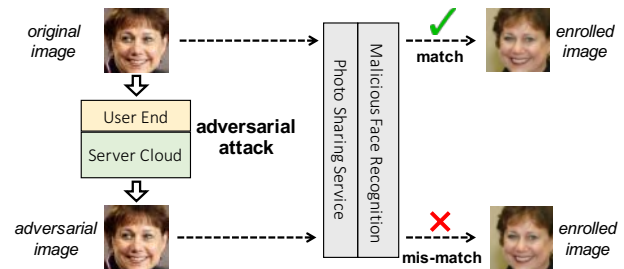 original
image
match
enrolled
image
User End
Server Cloud
adversarial
attack
Photo Sharing Service
Malicious Face Recognition
adversarial
image
mis-match
enrolled
image